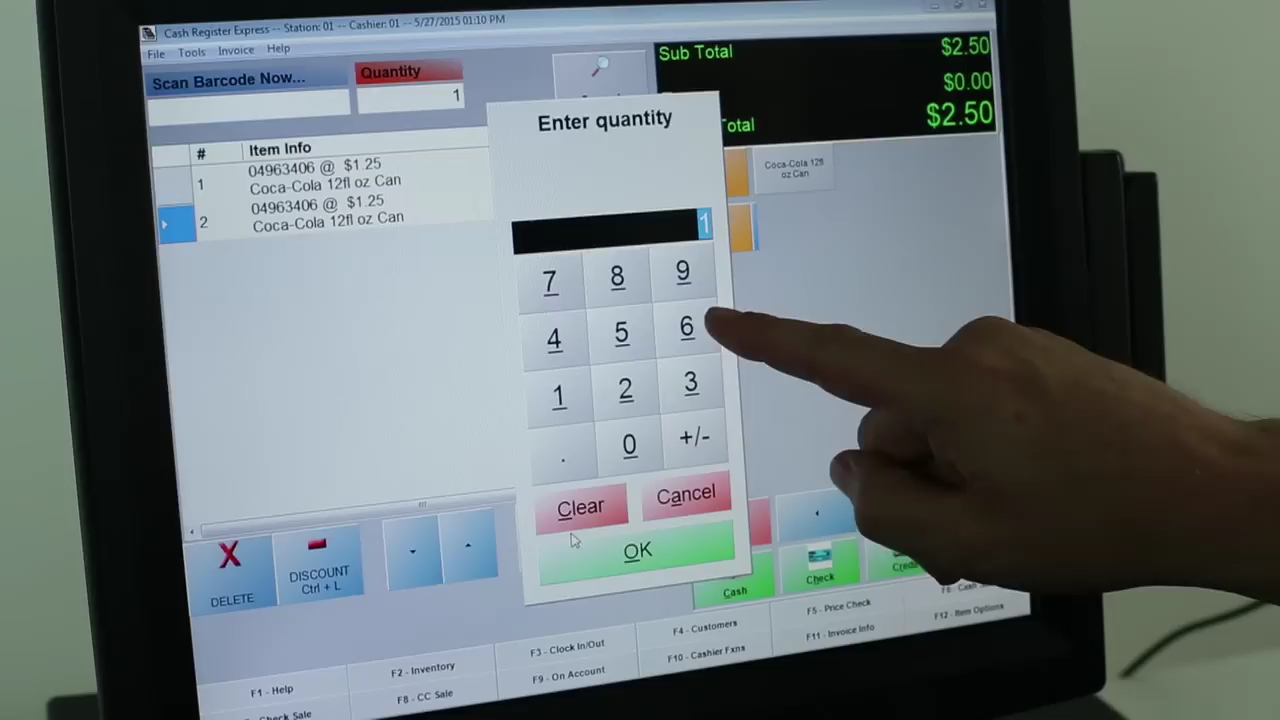 Cash Register Express -- Station: 01 -- Cashier: 01 -- 5/27/2015 01:10 PM
File Tools Invoice Help
Scan Barcode Now...
Quantity
1
Sub Total $2.50
$0.00
Total $2.50
# Item Info
1 04963406 @ $1.25
Coca-Cola 12fl oz Can
2 04963406 @ $1.25
Coca-Cola 12fl oz Can
Coca-Cola 12fl
oz Can
Enter quantity
1
7 8 9
4 5 6
1 2 3
. 0 +/-
Clear Cancel
OK
DELETE
DISCOUNT
Ctrl + L
Cash
Check
F1 - Help
F2 - Inventory
F3 - Clock In/Out
F4 - Customers
F5 - Price Check
Check Sale
F8 - CC Sale
F9 - On Account
F10 - Cashier Fxns
F11 - Invoice Info
F12 - Item Options